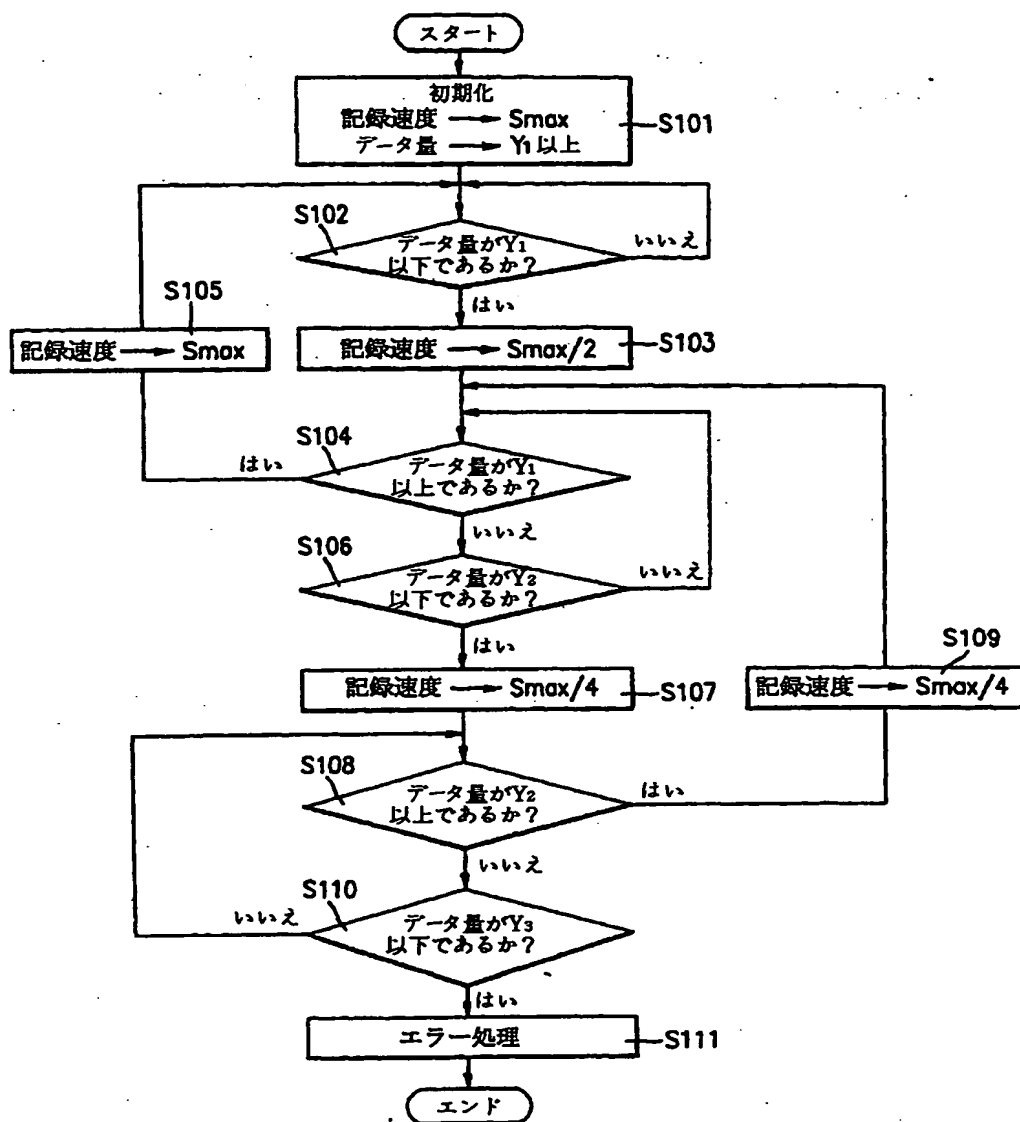 スタート
初期化
記録速度 → Smax
データ量 → Y1以上
S101
S102
データ量がY1
以下であるか?
いいえ
はい
S105
記録速度 → Smax
記録速度 → Smax/2
S103
S104
はい
データ量がY1
以上であるか?
いいえ
S106
データ量がY2
以下であるか?
いいえ
はい
S109
記録速度 → Smax/4
S107
記録速度 → Smax/4
S108
データ量がY2
以上であるか?
はい
いいえ
S110
いいえ
データ量がY3
以下であるか?
はい
エラー処理
S111
エンド